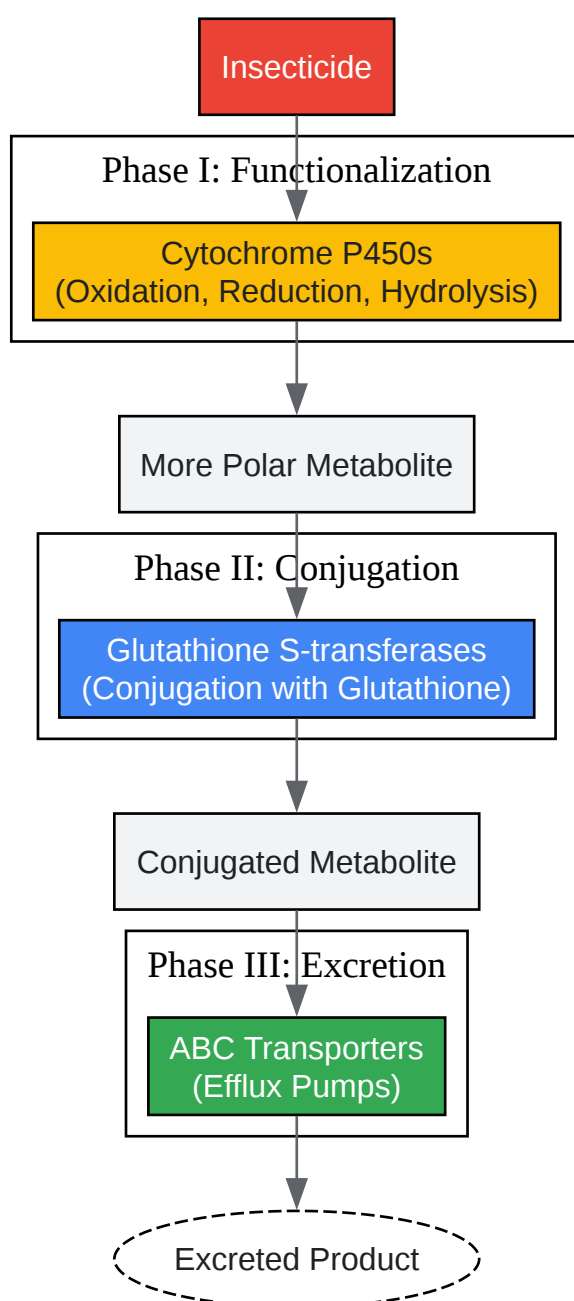 Insecticide
Phase I: Functionalization
Cytochrome P450s
(Oxidation, Reduction, Hydrolysis)
More Polar Metabolite
Phase II: Conjugation
Glutathione S-transferases
(Conjugation with Glutathione)
Conjugated Metabolite
Phase III: Excretion
ABC Transporters
(Efflux Pumps)
Excreted Product